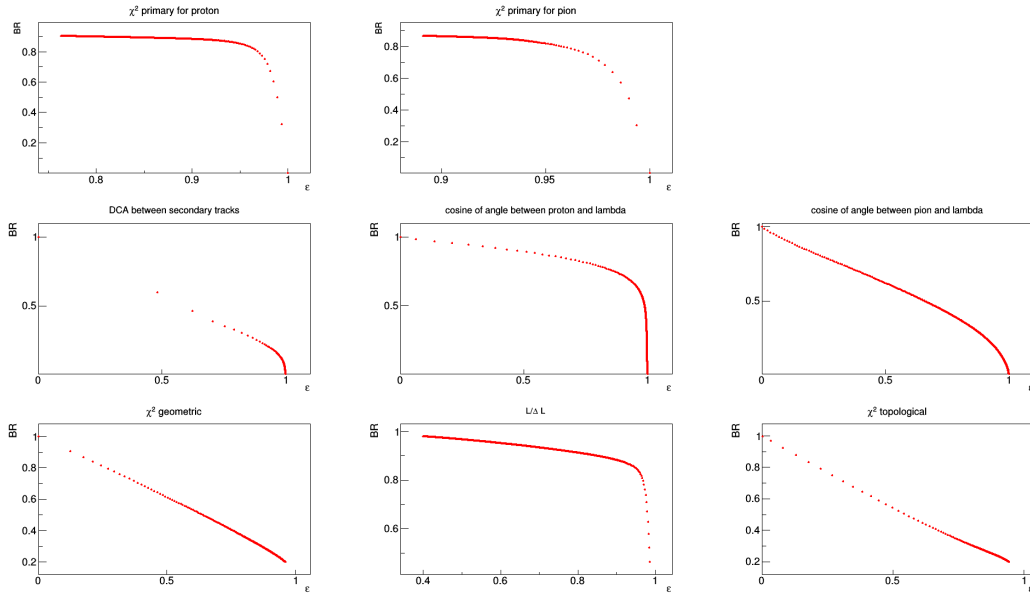 χ² primary for proton
BR
0.8
0.6
0.4
0.2
0.8
0.9
1
ε
χ² primary for pion
BR
0.8
0.6
0.4
0.2
0.9
0.95
1
ε
DCA between secondary tracks
BR
1
0.5
0
0.5
1
ε
cosine of angle between proton and lambda
BR
1
0.5
0
0.5
1
ε
cosine of angle between pion and lambda
BR
1
0.5
0
0.5
1
ε
χ² geometric
BR
1
0.8
0.6
0.4
0.2
0
0.5
1
ε
L/Δ L
BR
1
0.8
0.6
0.4
0.6
0.8
1
ε
χ² topological
BR
1
0.8
0.6
0.4
0.2
0
0.5
1
ε